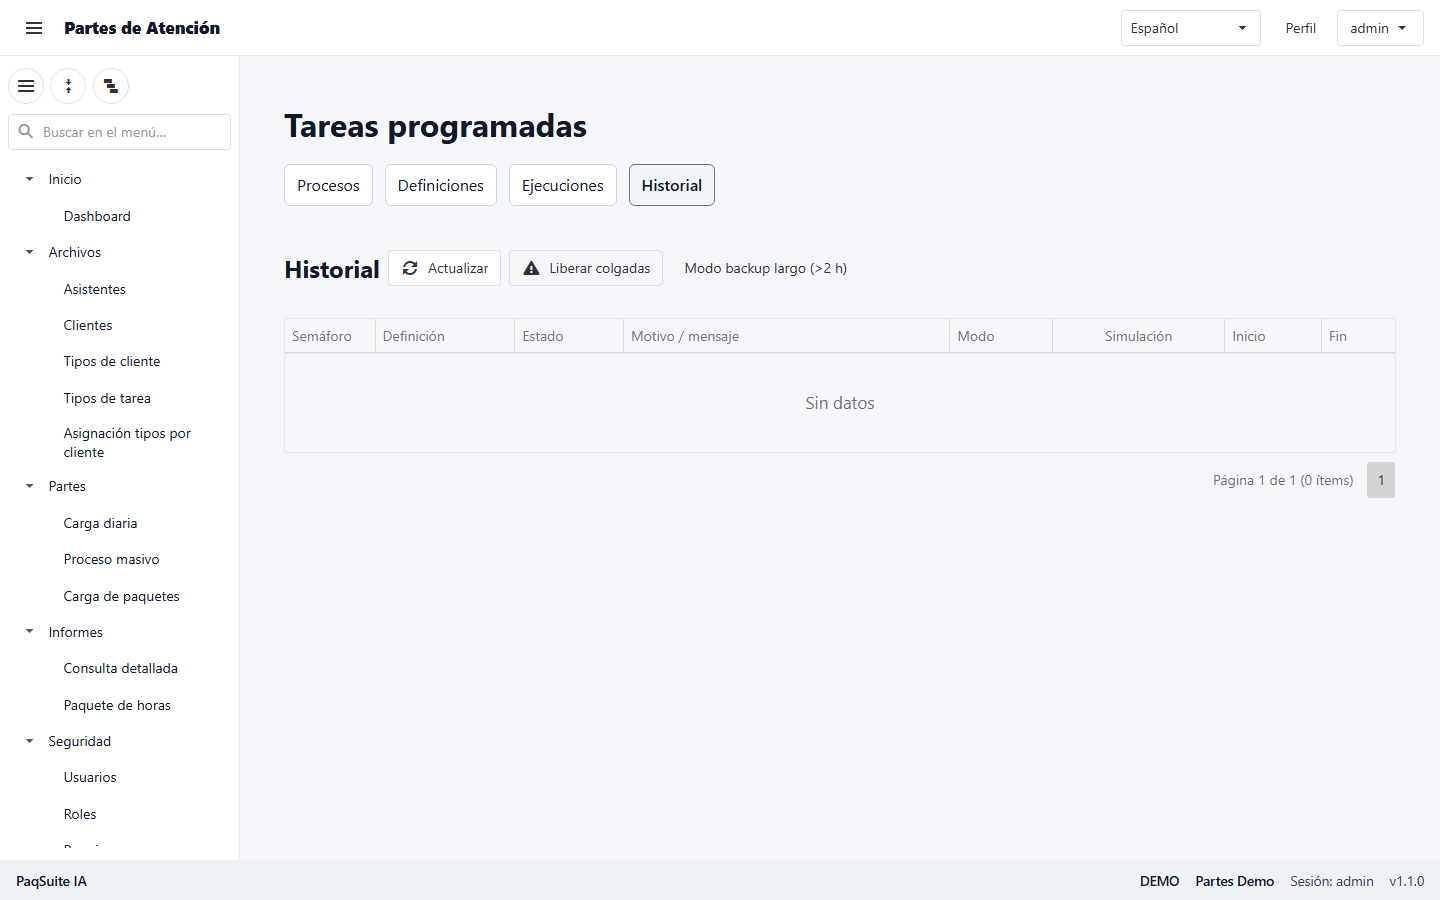 Partes de Atención
Español
Perfil
admin
Buscar en el menú...
Inicio
Dashboard
Archivos
Asistentes
Clientes
Tipos de cliente
Tipos de tarea
Asignación tipos por
cliente
Partes
Carga diaria
Proceso masivo
Carga de paquetes
Informes
Consulta detallada
Paquete de horas
Seguridad
Usuarios
Roles
Tareas programadas
Procesos
Definiciones
Ejecuciones
Historial
Historial
Actualizar
Liberar colgadas
Modo backup largo (>2 h)
Semáforo
Definición
Estado
Motivo / mensaje
Modo
Simulación
Inicio
Fin
Sin datos
Página 1 de 1 (0 ítems)
1
PaqSuite IA
DEMO
Partes Demo
Sesión: admin
v1.1.0